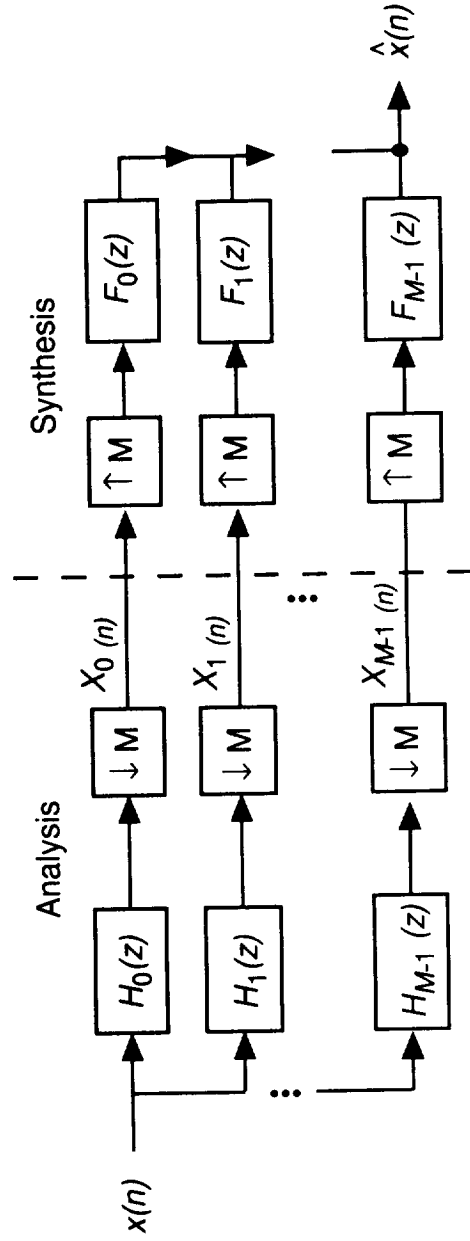 Analysis
Synthesis
x(n)
H0(z)
↓ M
X0 (n)
↑ M
F0(z)
H1(z)
↓ M
X1 (n)
↑ M
F1(z)
...
...
HM-1 (z)
↓ M
XM-1 (n)
↑ M
FM-1 (z)
x̂(n)